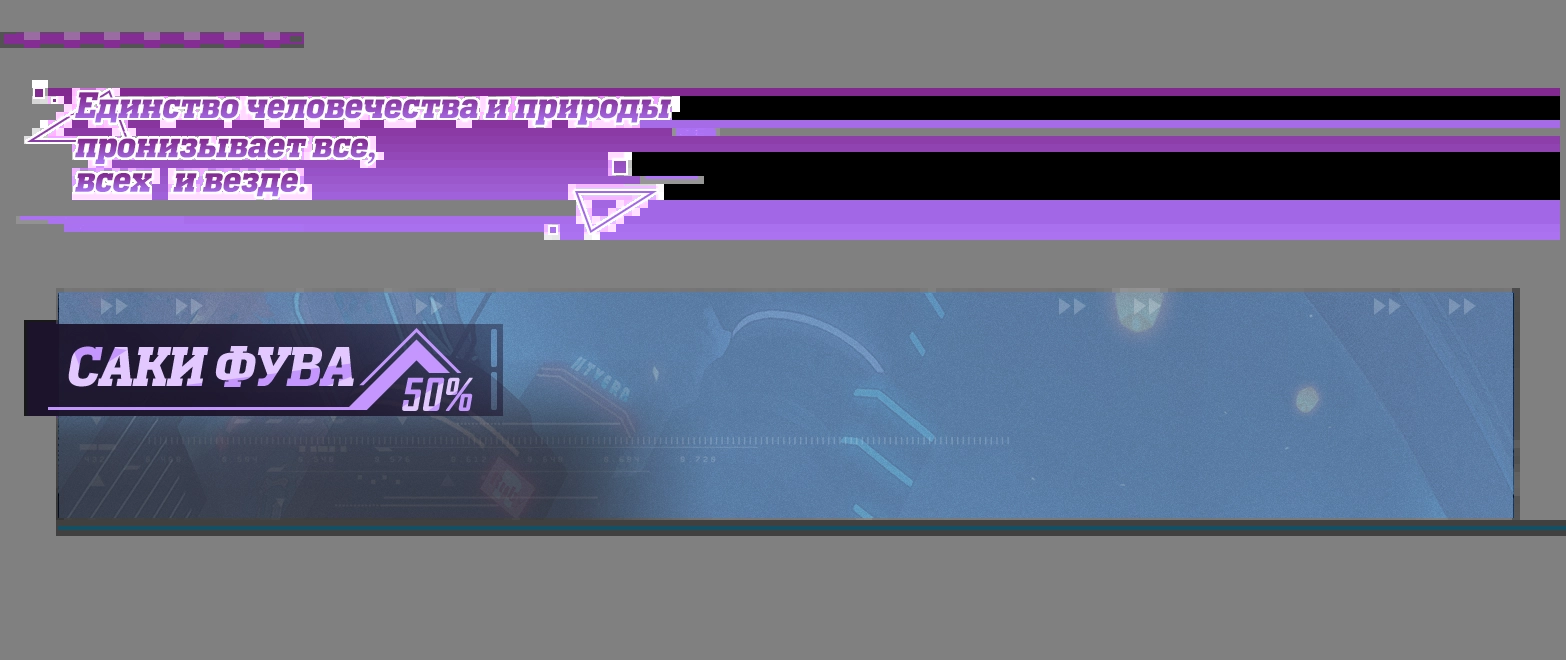 Единство человечества и природы
пронизывает все,
всех и везде.
САКИ ФУВА
50%